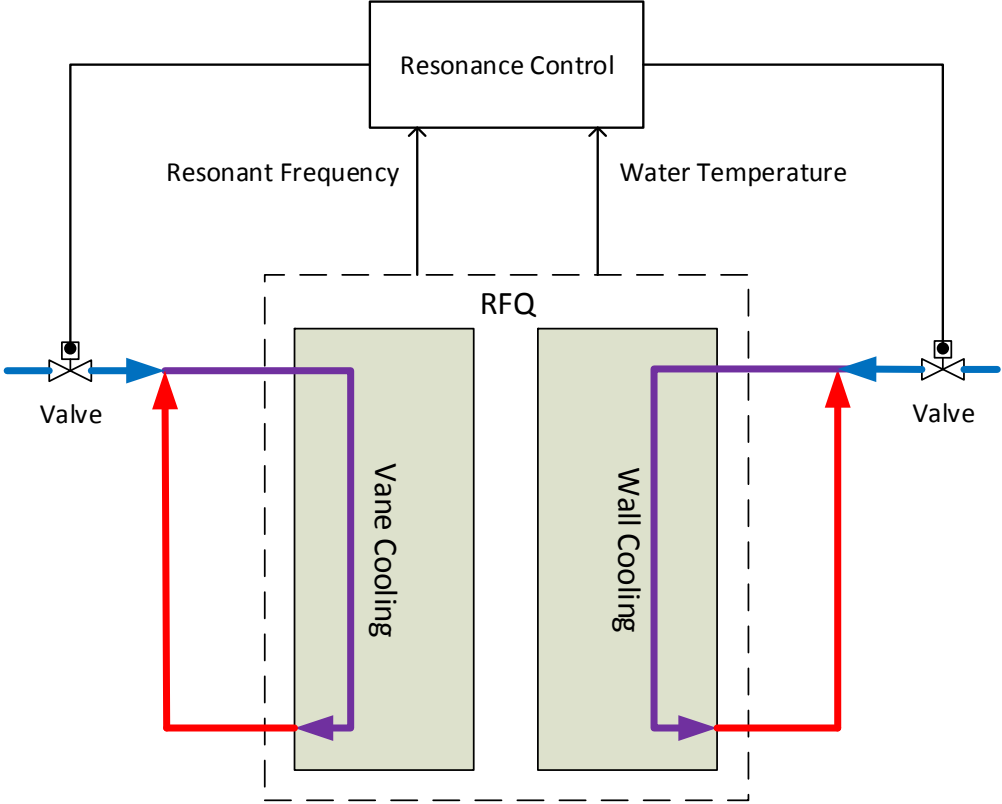 Resonance Control
Resonant Frequency
Water Temperature
RFQ
Valve
Valve
Vane Cooling
Wall Cooling